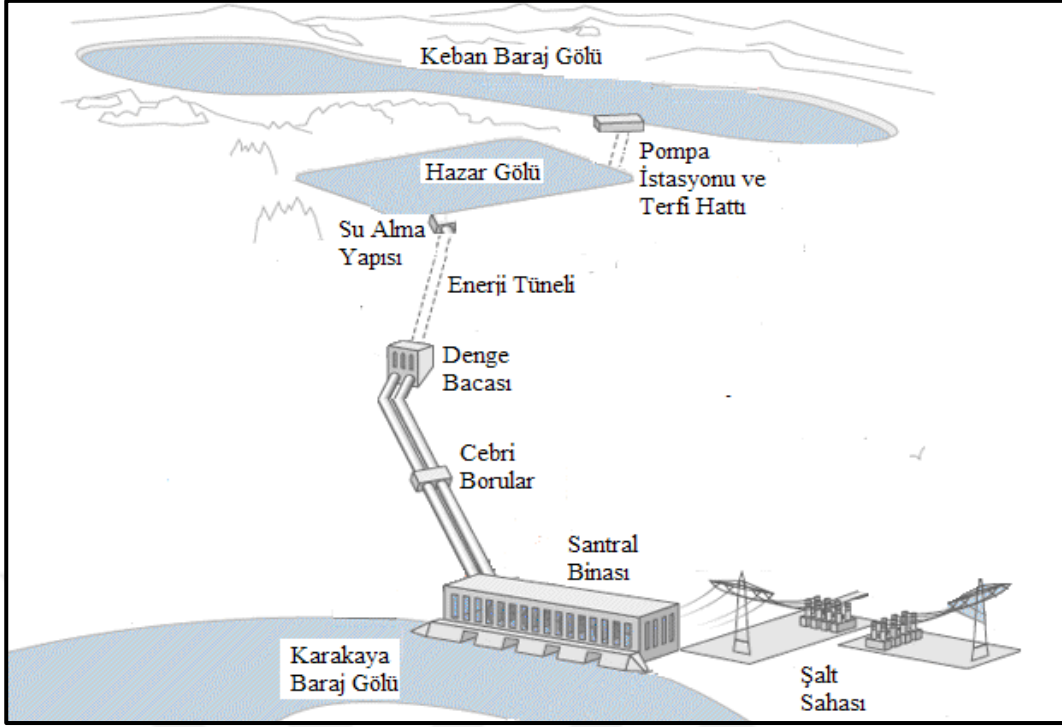 Keban Baraj Gölü
Pompa
İstasyonu ve
Terfi Hattı
Hazar Gölü
Su Alma
Yapısı
Enerji Tüneli
Denge
Bacası
Cebri
Borular
Santral
Binası
Karakaya
Baraj Gölü
Şalt
Sahası